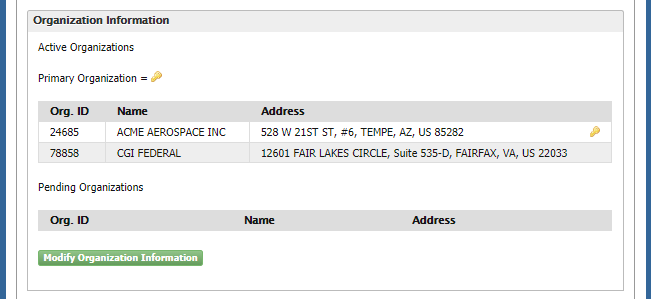 Organization Information
Active Organizations
Primary Organization =
Org. ID Name Address
24685 ACME AEROSPACE INC 528 W 21ST ST, #6, TEMPE, AZ, US 85282
78858 CGI FEDERAL 12601 FAIR LAKES CIRCLE, Suite 535-D, FAIRFAX, VA, US 22033
Pending Organizations
Org. ID Name Address
Modify Organization Information